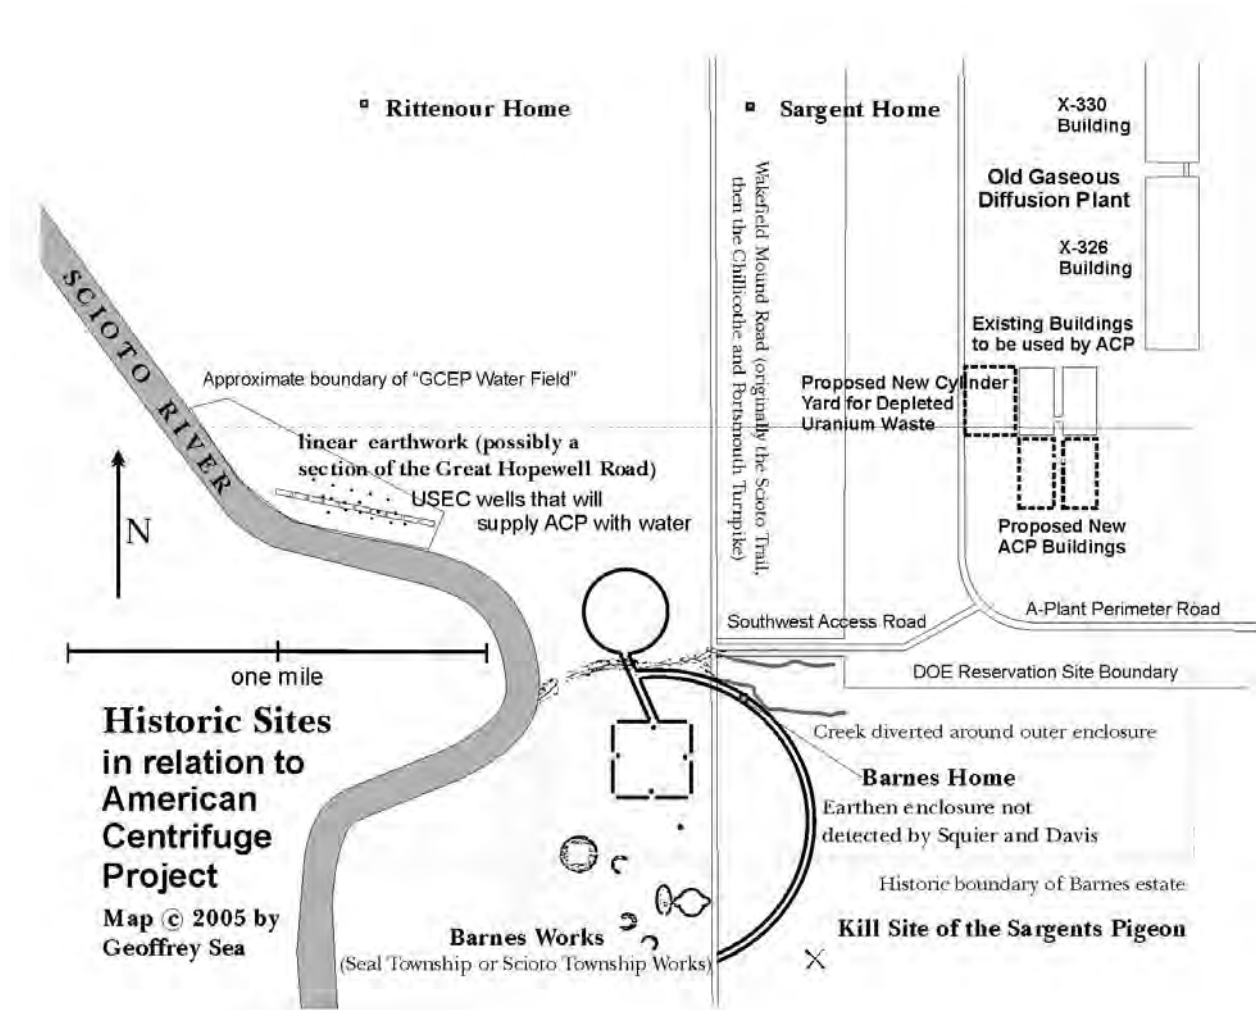 Rittenour Home
Sargent Home
X-330
Building
Old Gaseous
Diffusion Plant
X-326
Building
Wakefield Mound Road (originally the Scioto Trail,
then the Chillicothe and Portsmouth Turnpike)
SCIOTO RIVER
Existing Buildings
to be used by ACP
Approximate boundary of "GCEP Water Field"
Proposed New Cylinder
Yard for Depleted
Uranium Waste
linear earthwork (possibly a
section of the Great Hopewell Road)
USEC wells that will
supply ACP with water
N
Proposed New
ACP Buildings
Southwest Access Road
A-Plant Perimeter Road
one mile
DOE Reservation Site Boundary
Historic Sites
in relation to
American
Centrifuge
Project
Map © 2005 by
Geoffrey Sea
Creek diverted around outer enclosure
Barnes Home
Earthen enclosure not
detected by Squier and Davis
Historic boundary of Barnes estate
Kill Site of the Sargents Pigeon
Barnes Works
(Seal Township or Scioto Township Works)